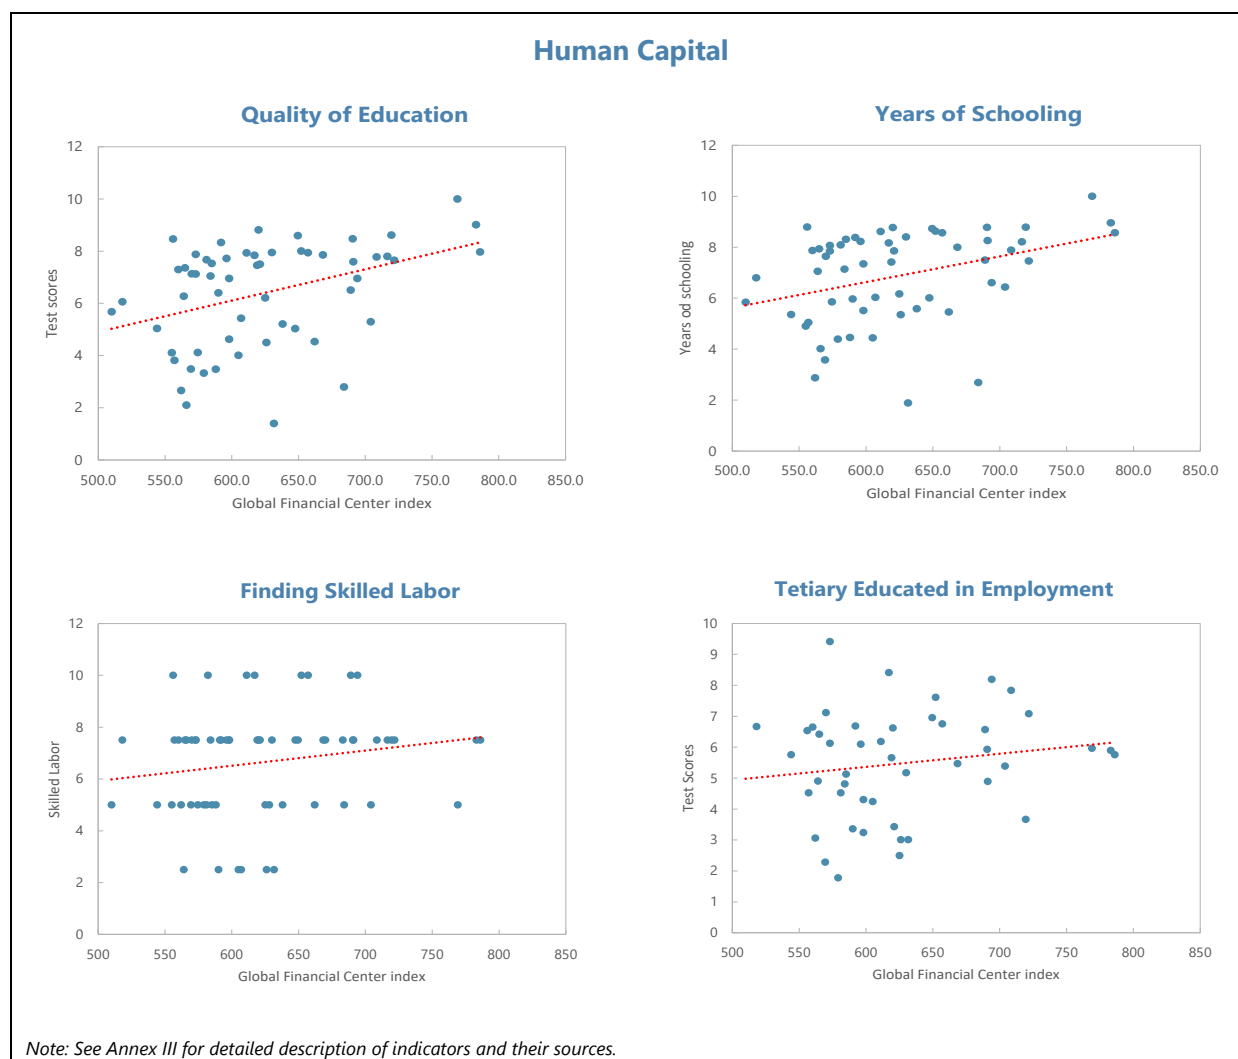 Human Capital
Quality of Education
12
10
8
6
4
2
0
Test scores
500.0 550.0 600.0 650.0 700.0 750.0 800.0 850.0
Global Financial Center index
Years of Schooling
12
10
8
6
4
2
0
Years od schooling
500.0 550.0 600.0 650.0 700.0 750.0 800.0 850.0
Global Financial Center index
Finding Skilled Labor
12
10
8
6
4
2
0
Skilled Labor
500 550 600 650 700 750 800 850
Global Financial Center index
Tetiary Educated in Employment
10
9
8
7
6
5
4
3
2
1
0
Test Scores
500 550 600 650 700 750 800 850
Global Financial Center index
Note: See Annex III for detailed description of indicators and their sources.